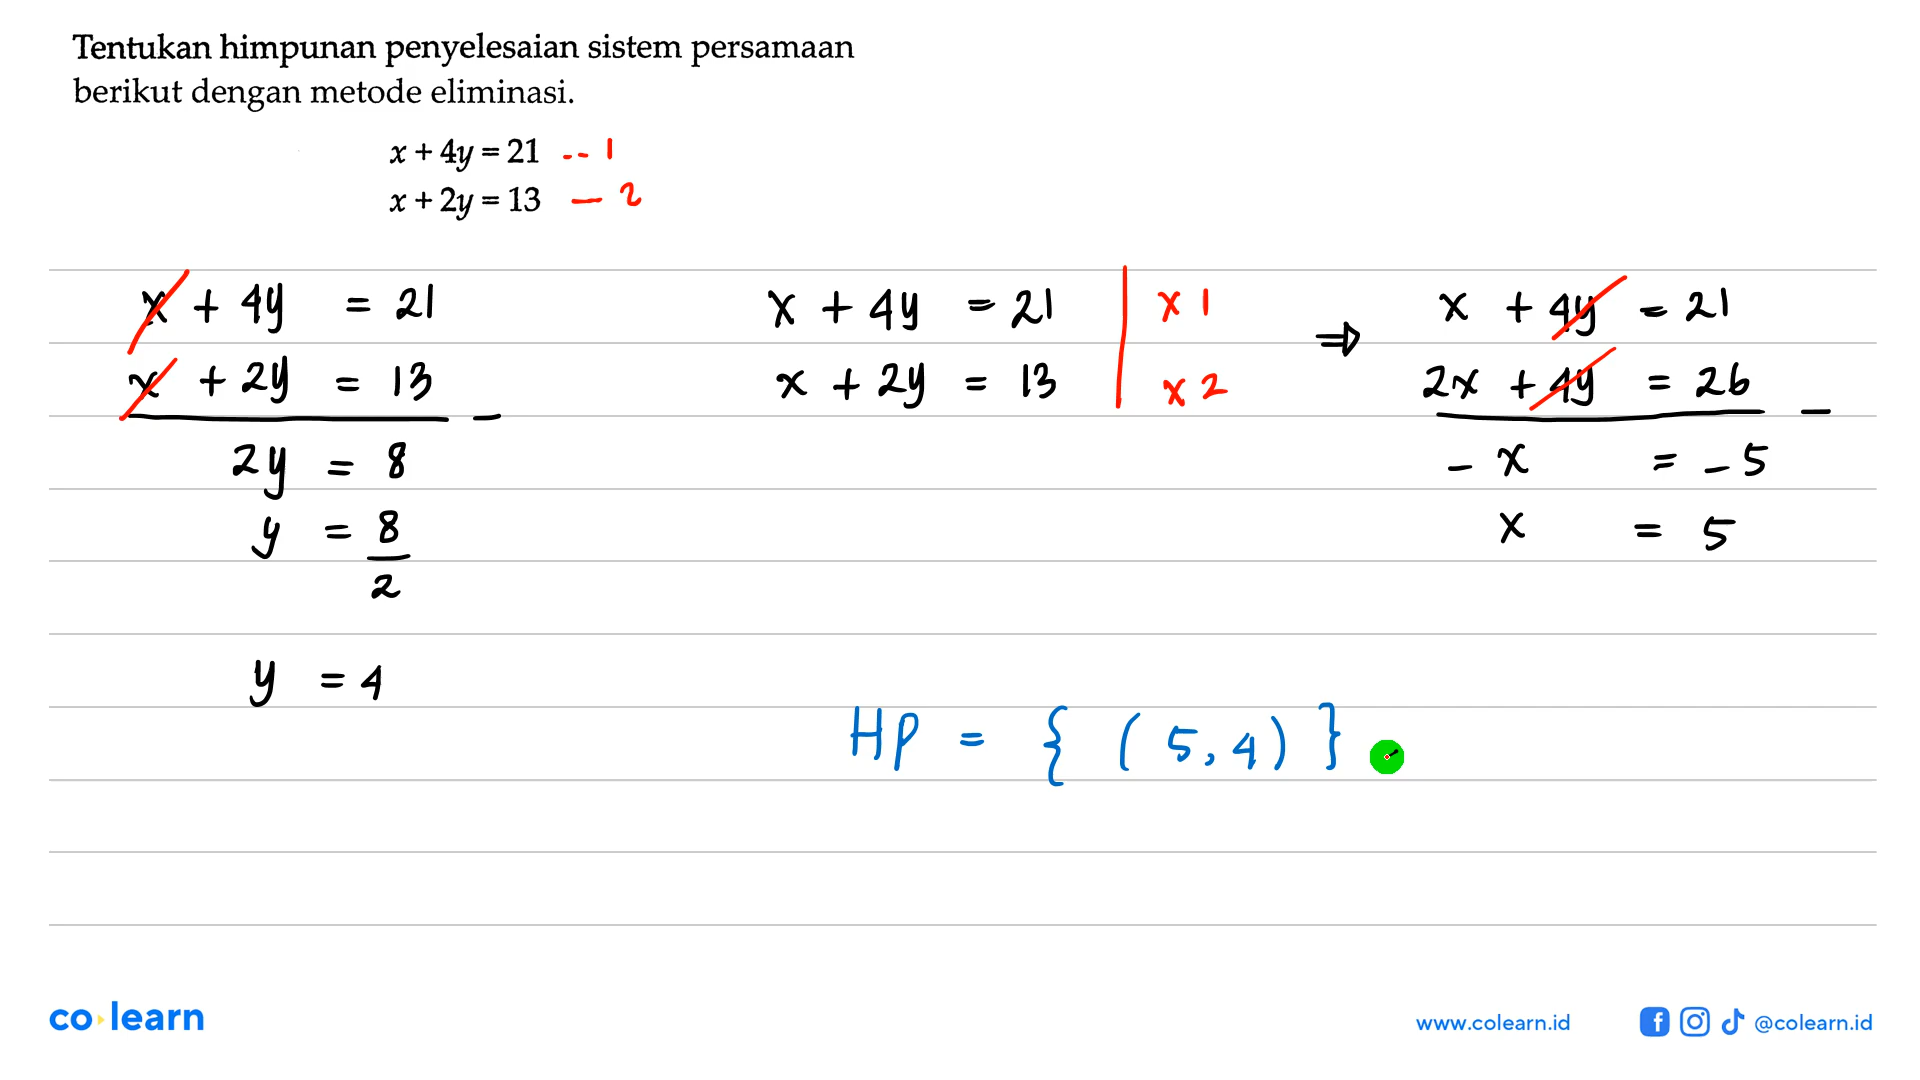 Tentukan himpunan penyelesaian sistem persamaan
berikut dengan metode eliminasi.
x + 4y = 21 -- 1
x + 2y = 13 — 2
x + 4y = 21
x + 2y = 13 –
2y = 8
y = 8/2
y = 4
x + 4y = 21 | x 1
x + 2y = 13 | x 2
⇒
x + 4y = 21
2x + 4y = 26 –
- x = - 5
x = 5
HP = { ( 5, 4 ) }
co learn
www.colearn.id
@colearn.id